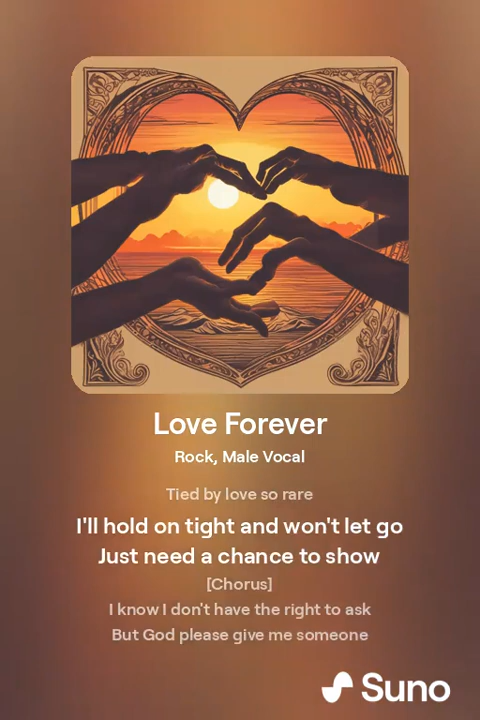 Love Forever
Rock, Male Vocal
Tied by love so rare
I'll hold on tight and won't let go
Just need a chance to show
[Chorus]
I know I don't have the right to ask
But God please give me someone
Suno